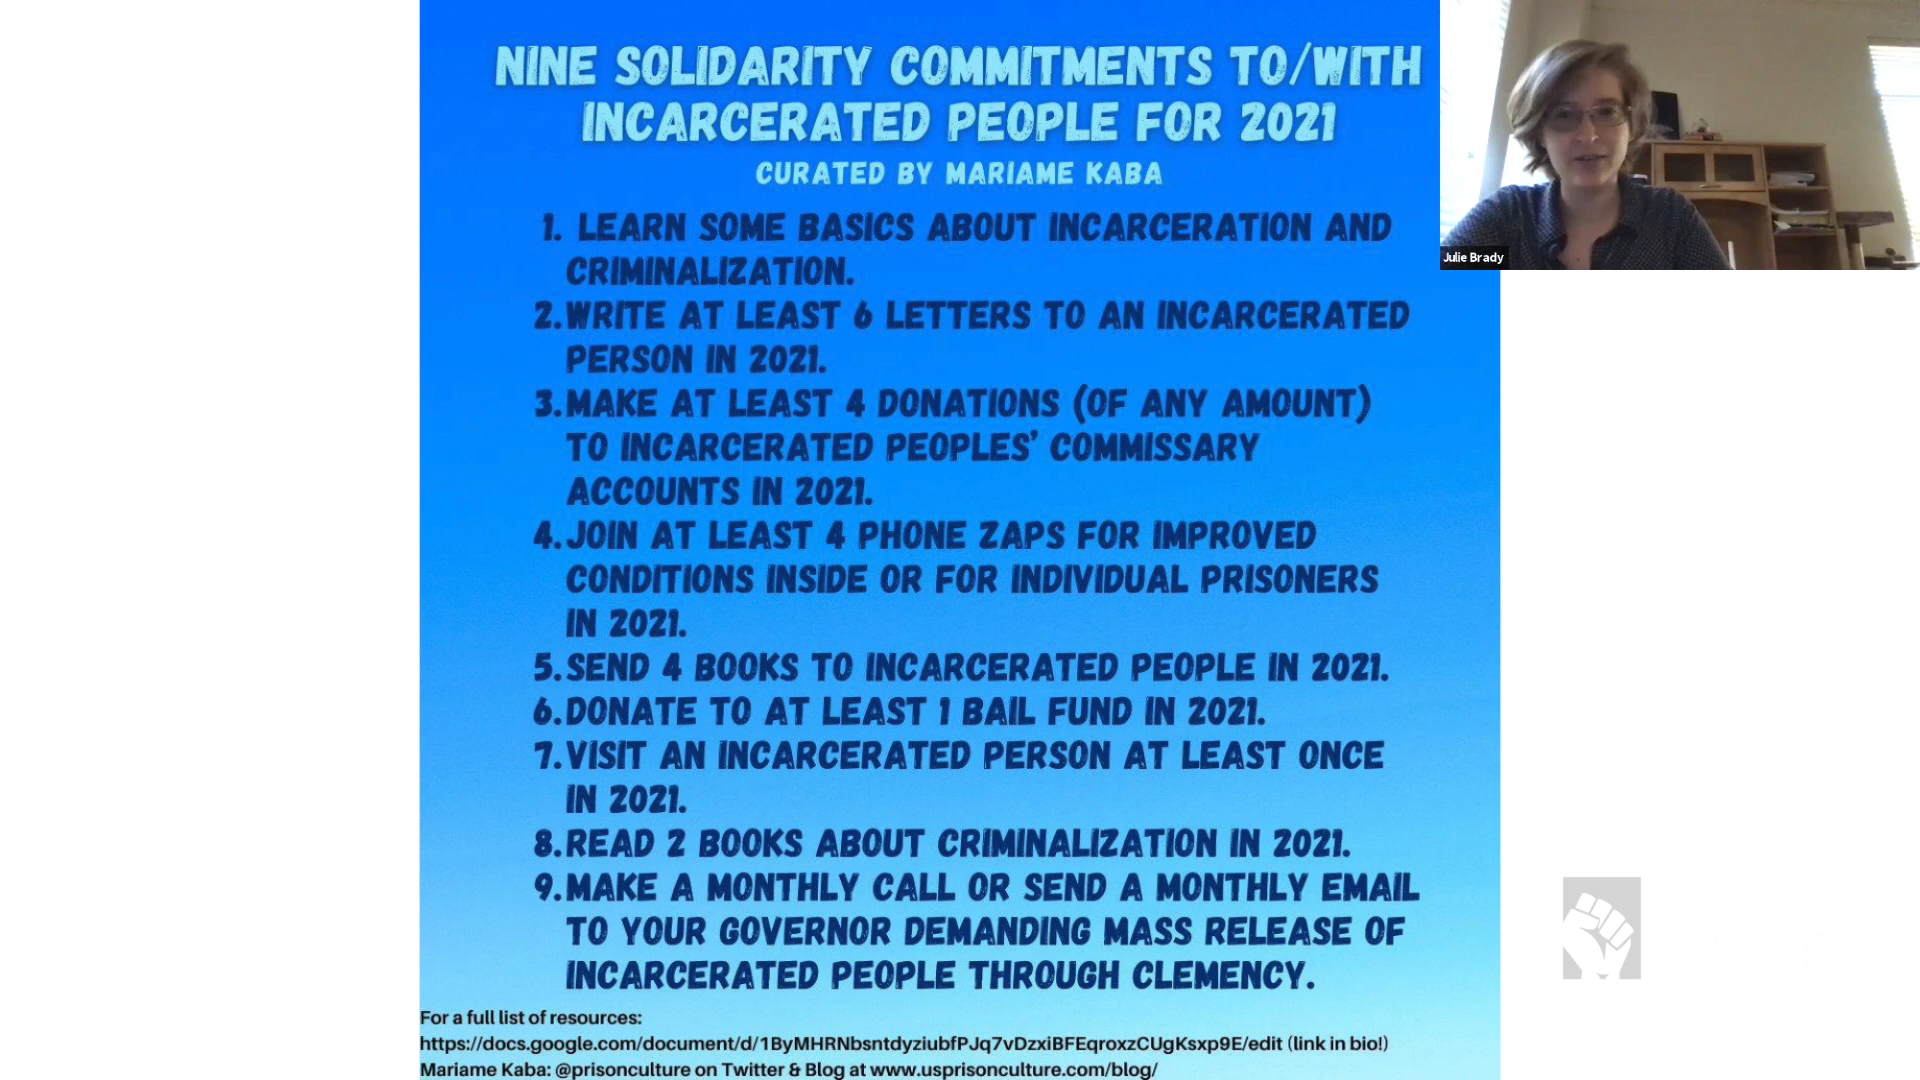 NINE SOLIDARITY COMMITMENTS TO/WITH
INCARCERATED PEOPLE FOR 2021
CURATED BY MARIAME KABA
1. LEARN SOME BASICS ABOUT INCARCERATION AND
CRIMINALIZATION.
2. WRITE AT LEAST 6 LETTERS TO AN INCARCERATED
PERSON IN 2021.
3. MAKE AT LEAST 4 DONATIONS (OF ANY AMOUNT)
TO INCARCERATED PEOPLES' COMMISSARY
ACCOUNTS IN 2021.
4. JOIN AT LEAST 4 PHONE ZAPS FOR IMPROVED
CONDITIONS INSIDE OR FOR INDIVIDUAL PRISONERS
IN 2021.
5. SEND 4 BOOKS TO INCARCERATED PEOPLE IN 2021.
6. DONATE TO AT LEAST 1 BAIL FUND IN 2021.
7. VISIT AN INCARCERATED PERSON AT LEAST ONCE
IN 2021.
8. READ 2 BOOKS ABOUT CRIMINALIZATION IN 2021.
9. MAKE A MONTHLY CALL OR SEND A MONTHLY EMAIL
TO YOUR GOVERNOR DEMANDING MASS RELEASE OF
INCARCERATED PEOPLE THROUGH CLEMENCY.
For a full list of resources:
https://docs.google.com/document/d/1ByMHRNbsntdyziubfPJq7vDzxiBFEqroxzCUgKsxp9E/edit (link in bio!)
Mariame Kaba: @prisonculture on Twitter & Blog at www.usprisonculture.com/blog/
Julie Brady